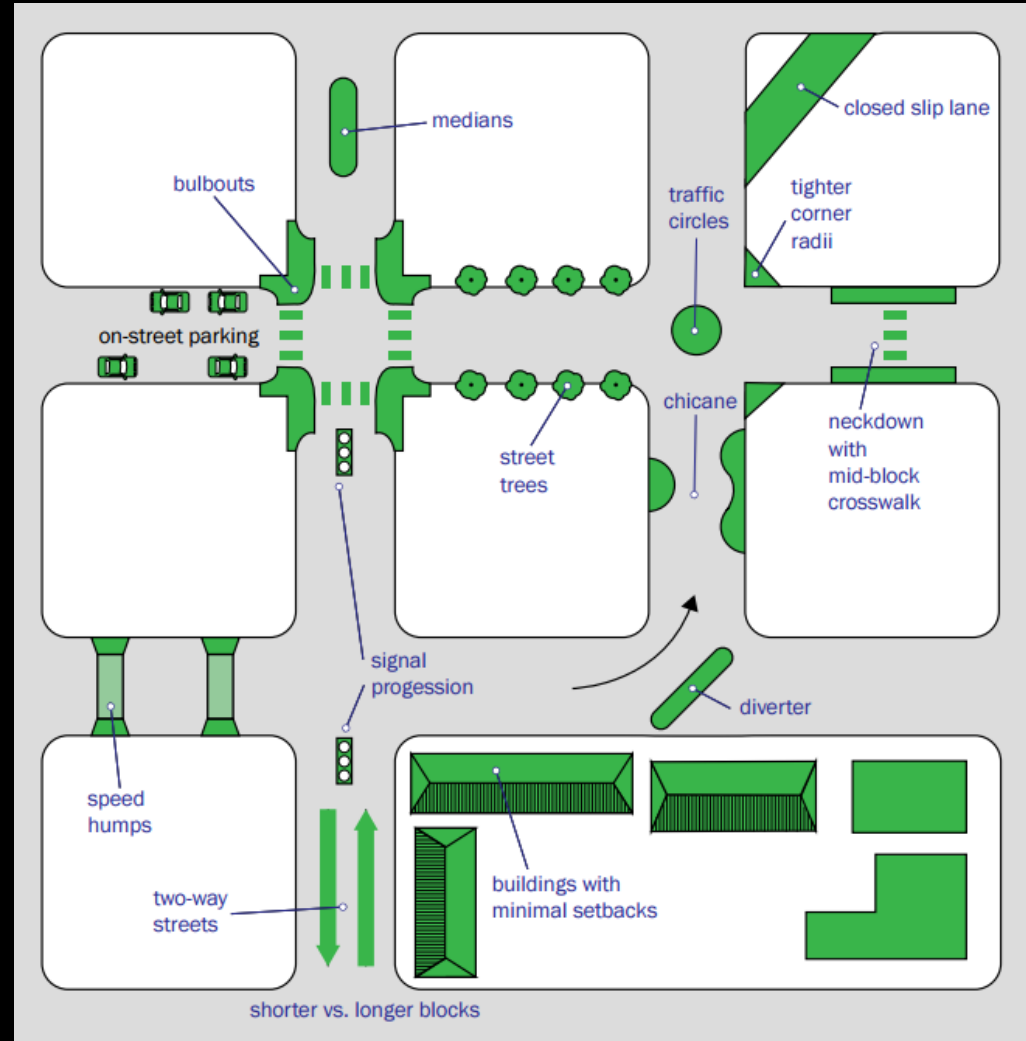 medians
closed slip lane
bulbouts
traffic
circles
tighter
corner
radii
on-street parking
chicane
street
trees
neckdown
with
mid-block
crosswalk
signal
progession
diverter
speed
humps
two-way
streets
buildings with
minimal setbacks
shorter vs. longer blocks